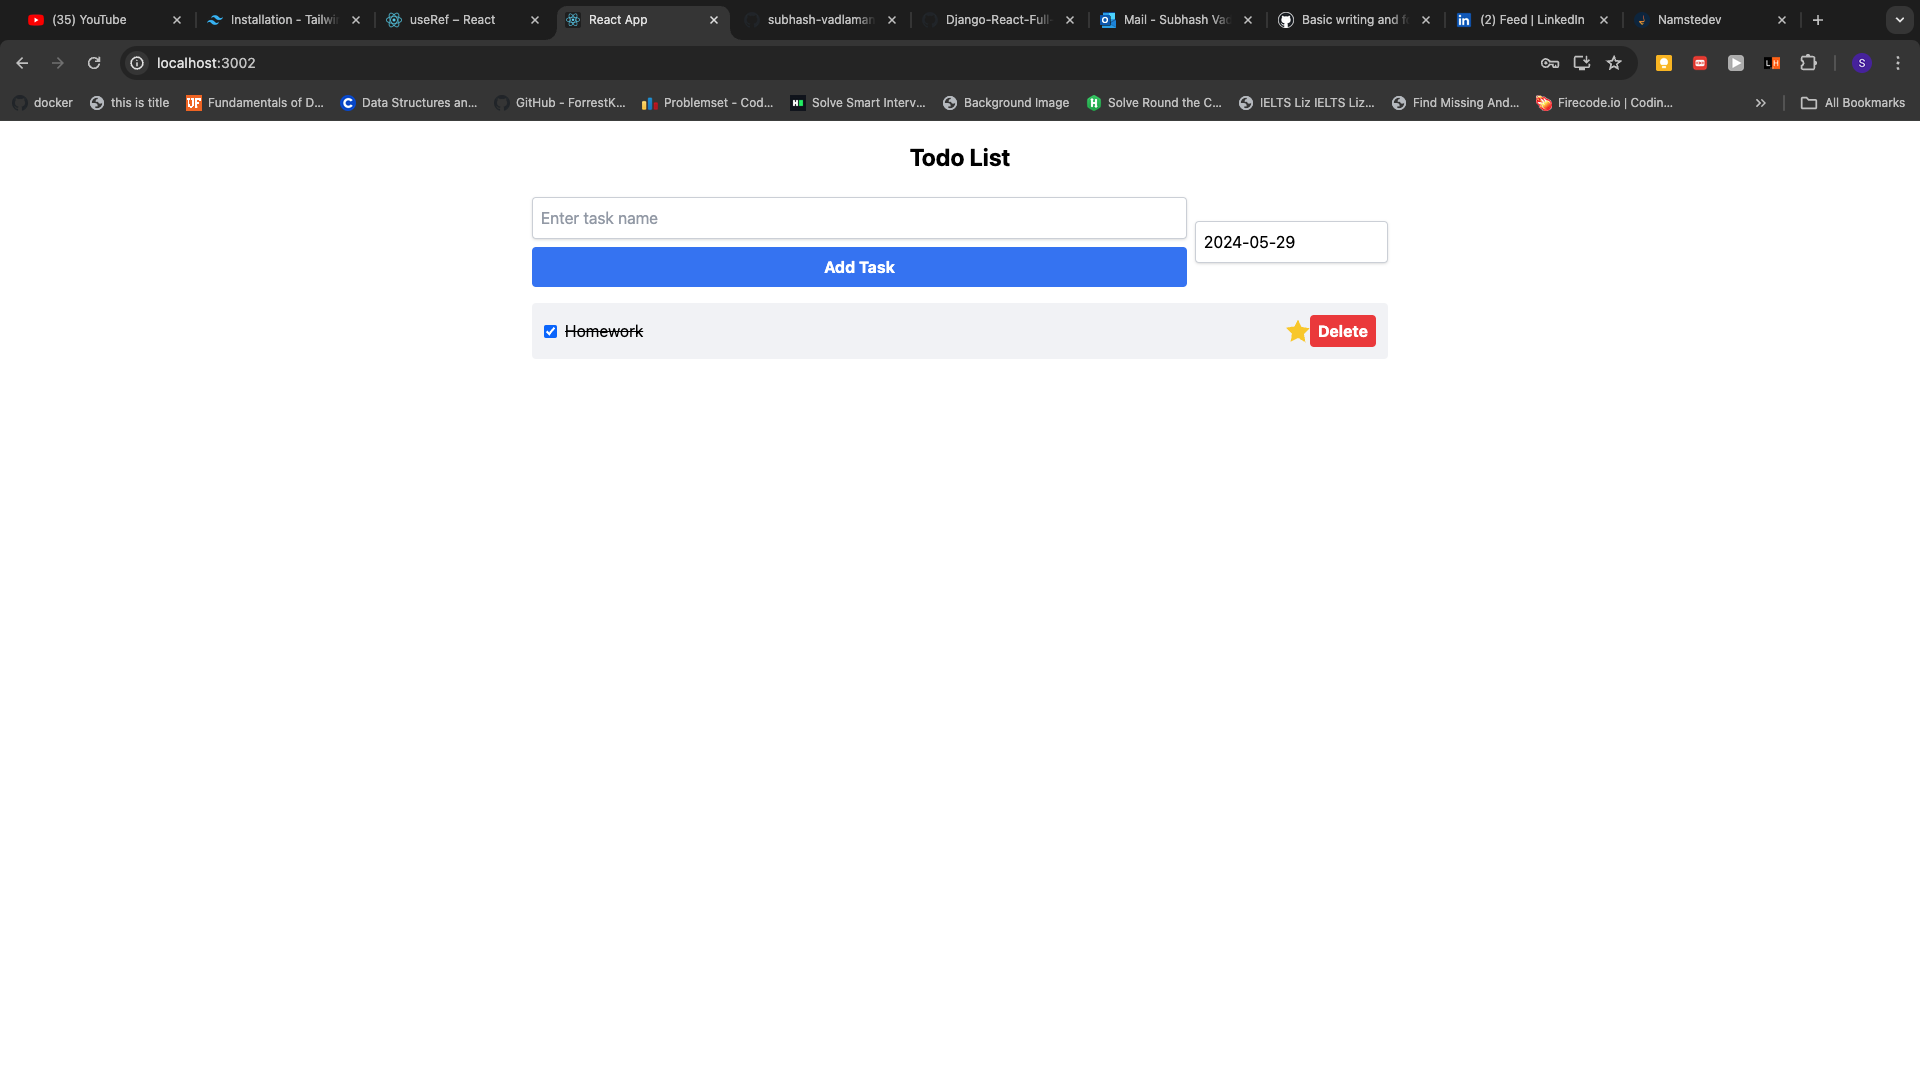 (35) YouTube
Installation - Tailwi
useRef – React
React App
subhash-vadlaman
Django-React-Full-
Mail - Subhash Vad
Basic writing and f
(2) Feed | LinkedIn
Namstedev
localhost:3002
S
docker
this is title
Fundamentals of D...
Data Structures an...
GitHub - ForrestK...
Problemset - Cod...
Solve Smart Interv...
Background Image
Solve Round the C...
IELTS Liz IELTS Liz...
Find Missing And...
Firecode.io | Codin...
All Bookmarks
Todo List
Enter task name
2024-05-29
Add Task
Homework
Delete